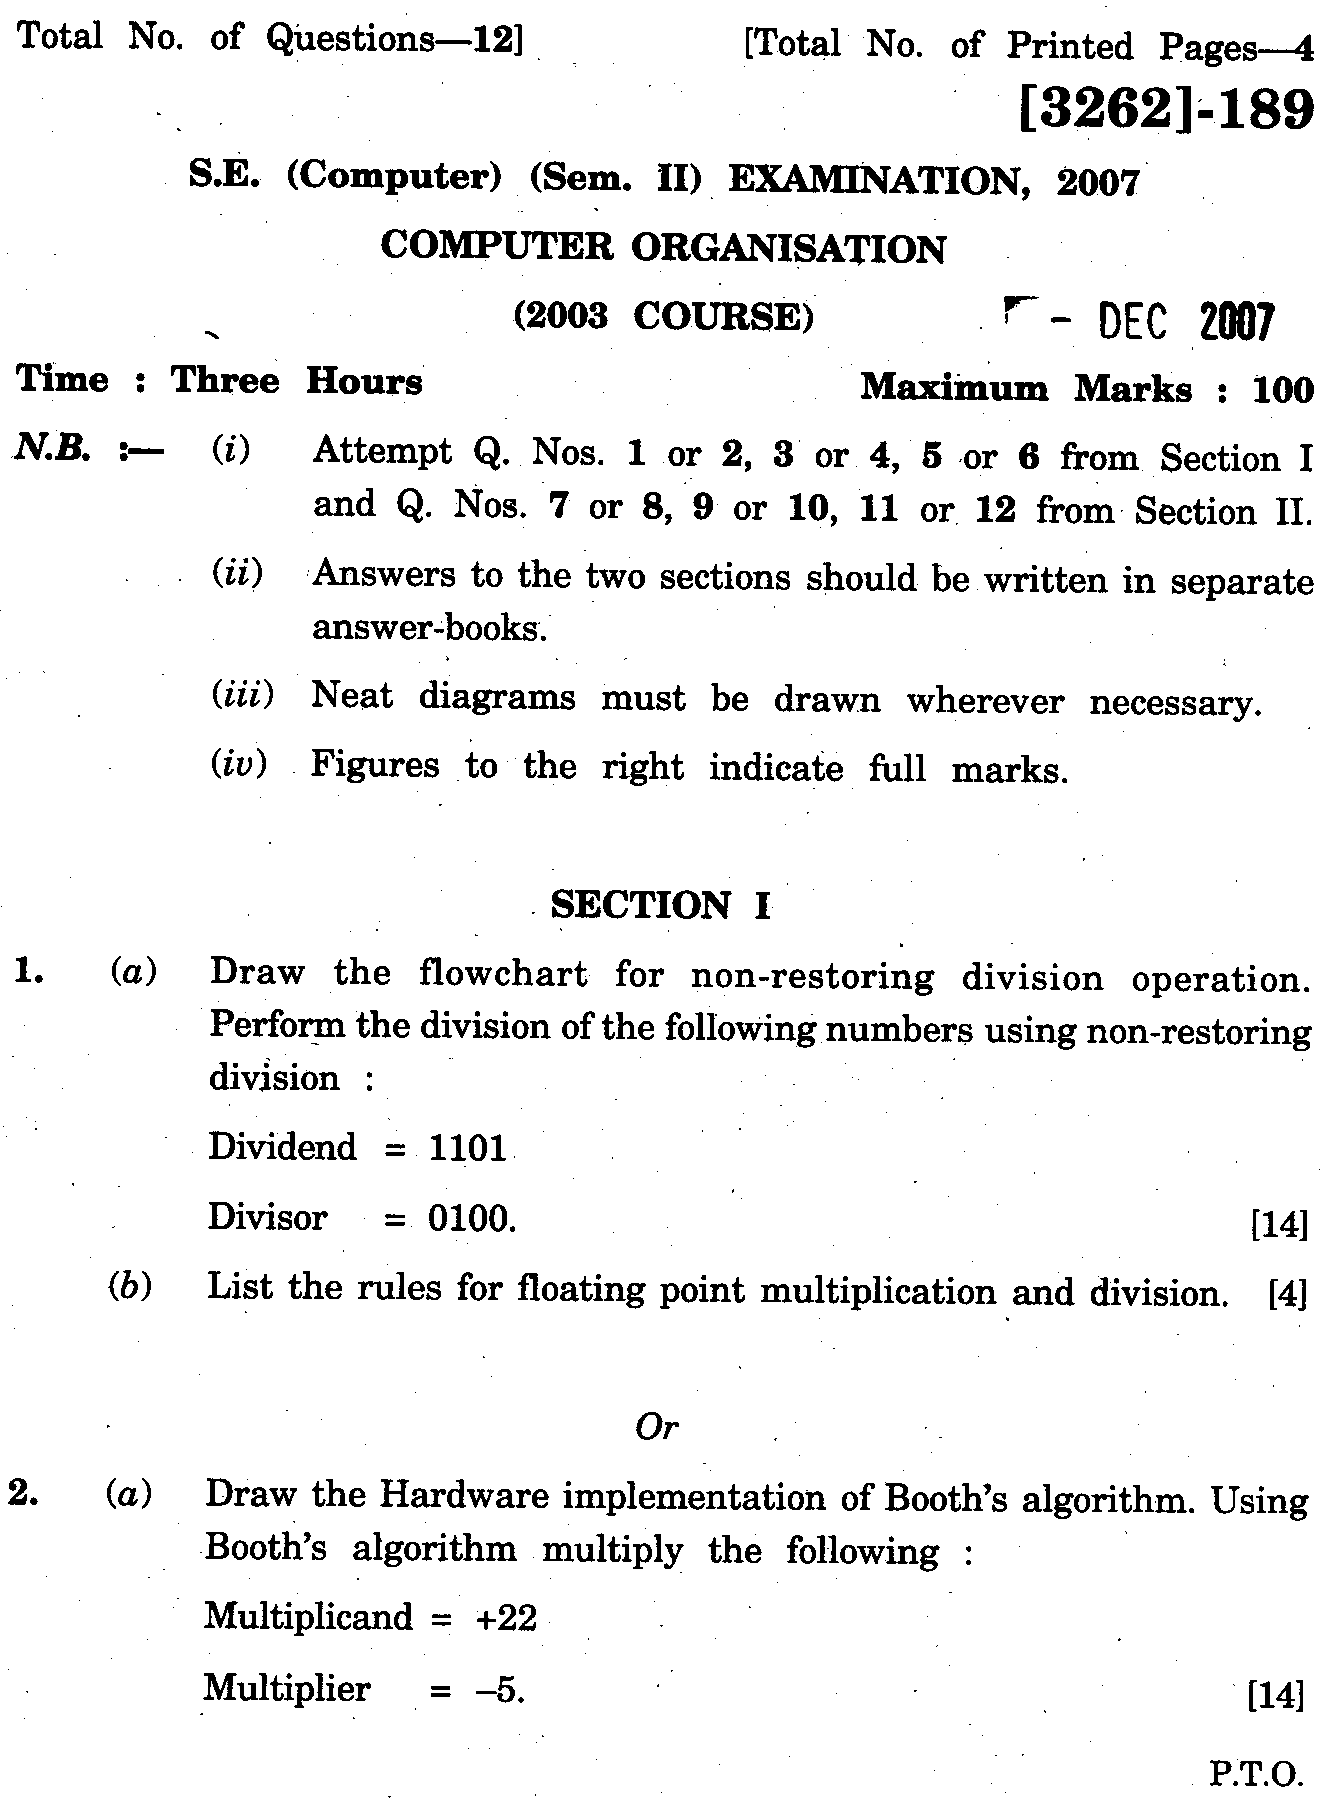 Total No. of Questions—12]
[Total No. of Printed Pages—4
[3262]-189
S.E. (Computer) (Sem. II) EXAMINATION, 2007
COMPUTER ORGANISATION
(2003 COURSE)
- DEC 2007
Time : Three Hours
Maximum Marks : 100
N.B. :— (i) Attempt Q. Nos. 1 or 2, 3 or 4, 5 or 6 from Section I
and Q. Nos. 7 or 8, 9 or 10, 11 or 12 from Section II.
(ii) Answers to the two sections should be written in separate
answer-books.
(iii) Neat diagrams must be drawn wherever necessary.
(iv) Figures to the right indicate full marks.
SECTION I
1. (a) Draw the flowchart for non-restoring division operation.
Perform the division of the following numbers using non-restoring
division :
Dividend = 1101
Divisor = 0100. [14]
(b) List the rules for floating point multiplication and division. [4]
Or
2. (a) Draw the Hardware implementation of Booth's algorithm. Using
Booth's algorithm multiply the following :
Multiplicand = +22
Multiplier = –5. [14]
P.T.O.